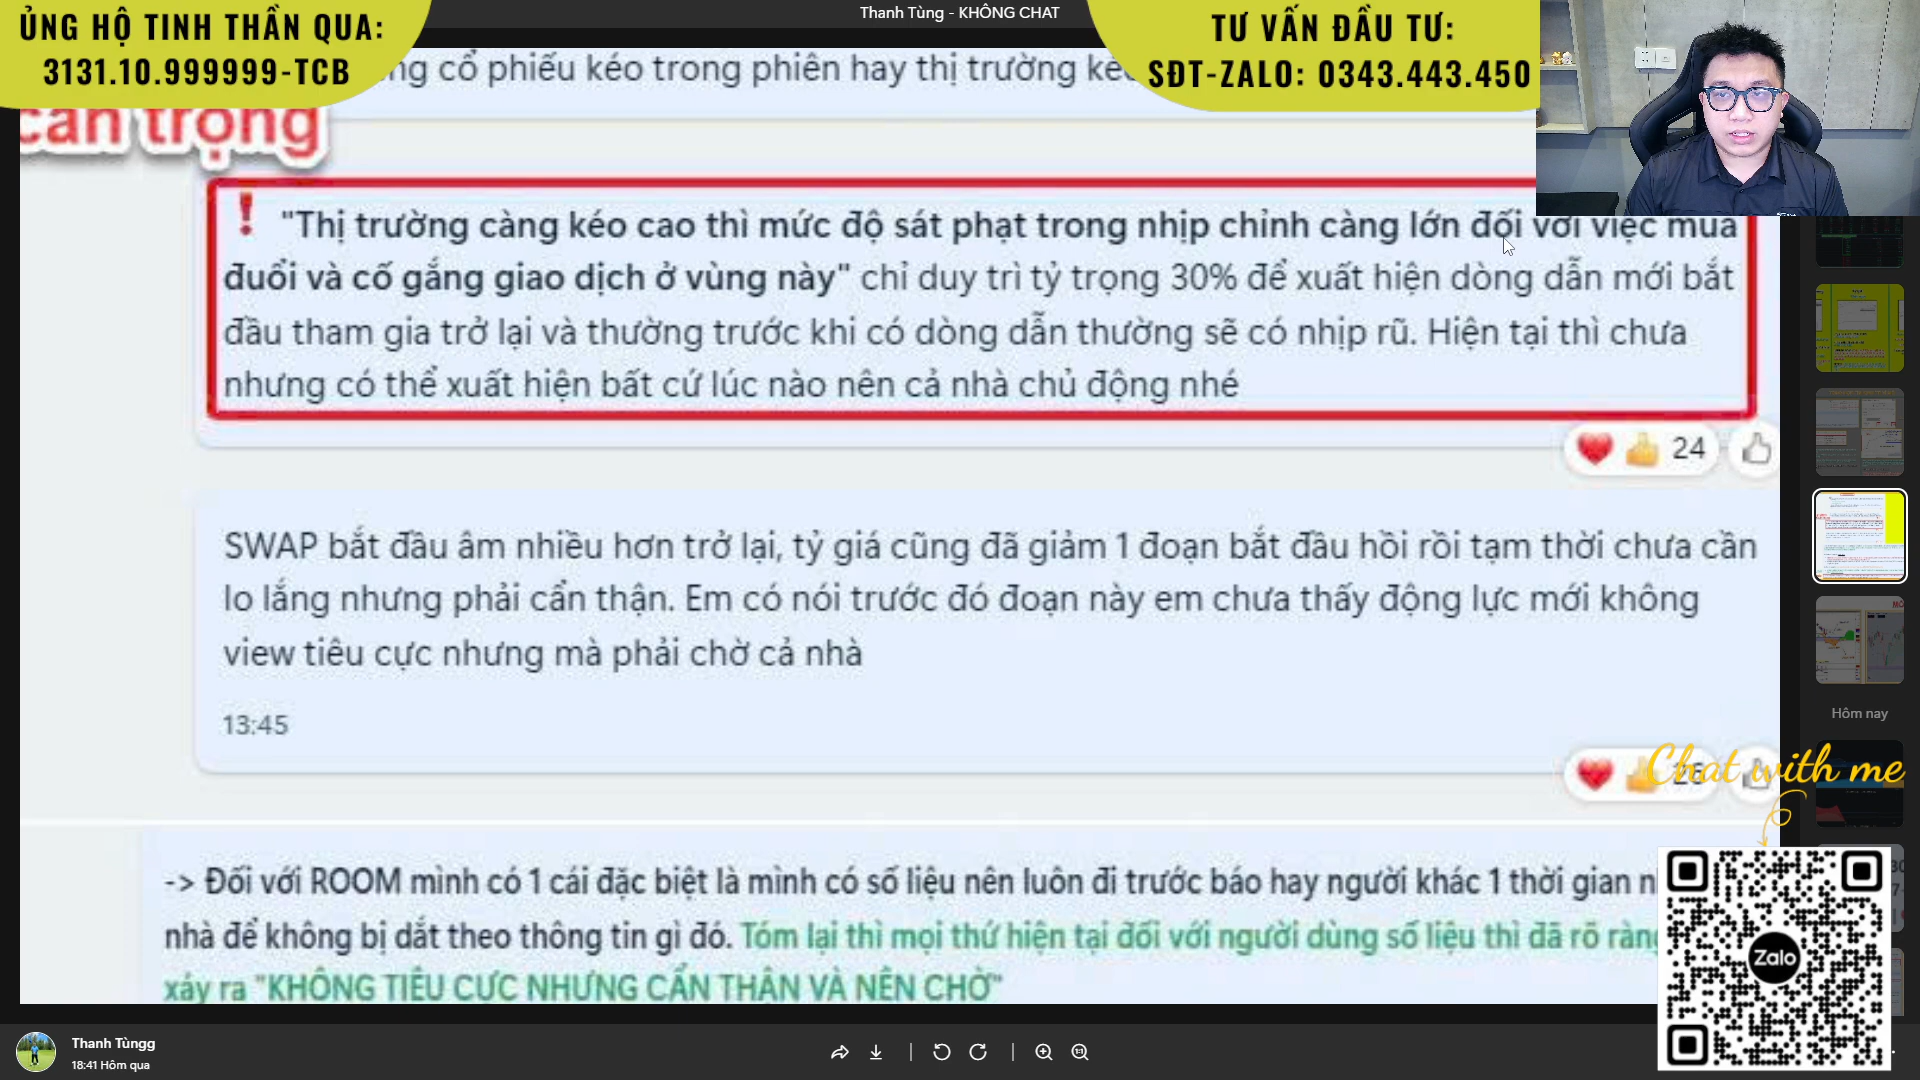 Thanh Tùng - KHÔNG CHAT
ỦNG HỘ TINH THẦN QUA:
3131.10.999999-TCB
TƯ VẤN ĐẦU TƯ:
SĐT-ZALO: 0343.443.450
cổ phiếu kéo trong phiên hay thị trường
cẩn trọng
"Thị trường càng kéo cao thì mức độ sát phạt trong nhịp chỉnh càng lớn đối với việc mua
đuổi và cố gắng giao dịch ở vùng này" chỉ duy trì tỷ trọng 30% để xuất hiện dòng dẫn mới bắt
đầu tham gia trở lại và thường trước khi có dòng dẫn thường sẽ có nhịp rũ. Hiện tại thì chưa
nhưng có thể xuất hiện bất cứ lúc nào nên cả nhà chủ động nhé
24
SWAP bắt đầu âm nhiều hơn trở lại, tỷ giá cũng đã giảm 1 đoạn bắt đầu hồi rồi tạm thời chưa cần
lo lắng nhưng phải cẩn thận. Em có nói trước đó đoạn này em chưa thấy động lực mới không
view tiêu cực nhưng mà phải chờ cả nhà
13:45
Hôm nay
Chat with me
-> Đối với ROOM mình có 1 cái đặc biệt là mình có số liệu nên luôn đi trước báo hay người khác 1 thời gian
nhà để không bị dắt theo thông tin gì đó. Tóm lại thì mọi thứ hiện tại đối với người dùng số liệu thì đã rõ ràng
xảy ra "KHÔNG TIÊU CỰC NHƯNG CẨN THẬN VÀ NÊN CHỜ"
Zalo
Thanh Tùngg
18:41 Hôm qua